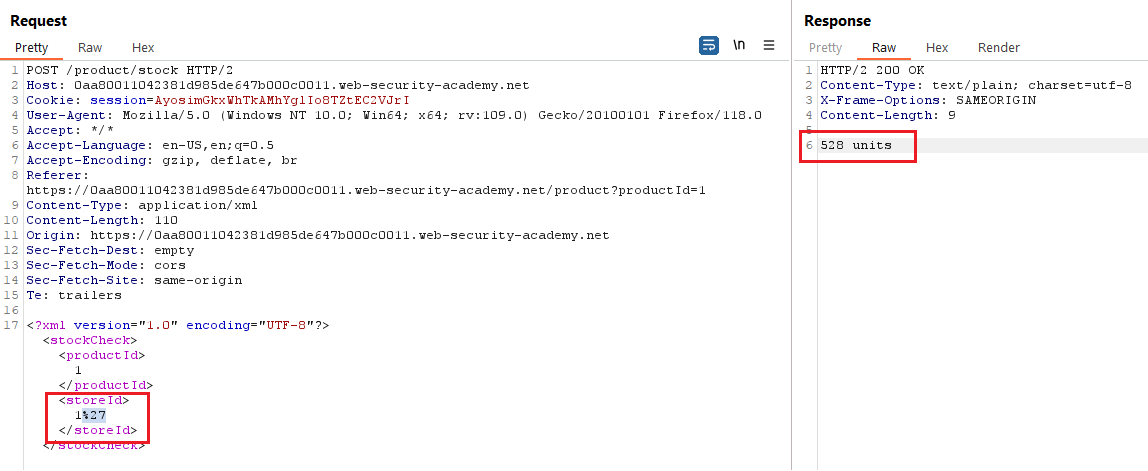 Request
Pretty Raw Hex \n
1 POST /product/stock HTTP/2
2 Host: 0aa80011042381d985de647b000c0011.web-security-academy.net
3 Cookie: session=AyosimGkxWhTkAMhYglIo8TZtEC2VJrI
4 User-Agent: Mozilla/5.0 (Windows NT 10.0; Win64; x64; rv:109.0) Gecko/20100101 Firefox/118.0
5 Accept: */*
6 Accept-Language: en-US,en;q=0.5
7 Accept-Encoding: gzip, deflate, br
8 Referer:
https://0aa80011042381d985de647b000c0011.web-security-academy.net/product?productId=1
9 Content-Type: application/xml
10 Content-Length: 110
11 Origin: https://0aa80011042381d985de647b000c0011.web-security-academy.net
12 Sec-Fetch-Dest: empty
13 Sec-Fetch-Mode: cors
14 Sec-Fetch-Site: same-origin
15 Te: trailers
16
17 <?xml version="1.0" encoding="UTF-8"?>
<stockCheck>
<productId>
1
</productId>
<storeId>
1%27
</storeId>
</stockCheck>
Response
Pretty Raw Hex Render
1 HTTP/2 200 OK
2 Content-Type: text/plain; charset=utf-8
3 X-Frame-Options: SAMEORIGIN
4 Content-Length: 9
5
6 528 units